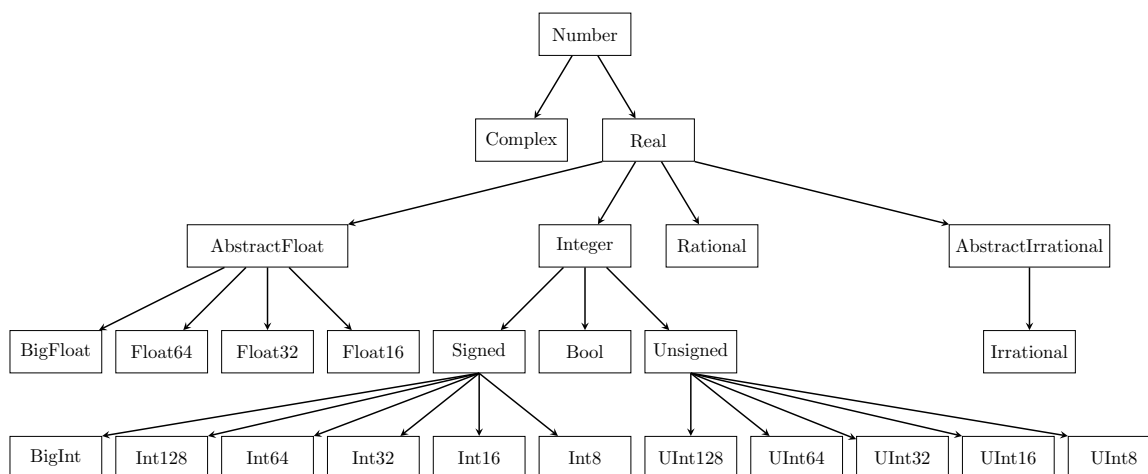 Number
Complex Real
AbstractFloat Integer Rational AbstractIrrational
BigFloat Float64 Float32 Float16 Signed Bool Unsigned Irrational
BigInt Int128 Int64 Int32 Int16 Int8 UInt128 UInt64 UInt32 UInt16 UInt8